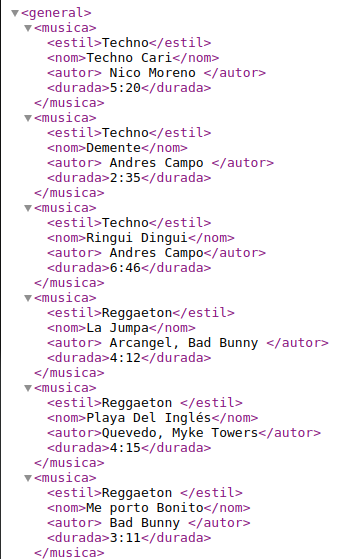 <general>
<musica>
<estil>Techno</estil>
<nom>Techno Cari</nom>
<autor> Nico Moreno </autor>
<durada>5:20</durada>
</musica>
<musica>
<estil>Techno</estil>
<nom>Demente</nom>
<autor> Andres Campo </autor>
<durada>2:35</durada>
</musica>
<musica>
<estil>Techno</estil>
<nom>Ringui Dingui</nom>
<autor> Andres Campo</autor>
<durada>6:46</durada>
</musica>
<musica>
<estil>Reggaeton</estil>
<nom>La Jumpa</nom>
<autor> Arcangel, Bad Bunny </autor>
<durada>4:12</durada>
</musica>
<musica>
<estil>Reggaeton </estil>
<nom>Playa Del Inglés</nom>
<autor>Quevedo, Myke Towers</autor>
<durada>4:15</durada>
</musica>
<musica>
<estil>Reggaeton </estil>
<nom>Me porto Bonito</nom>
<autor> Bad Bunny </autor>
<durada>3:11</durada>
</musica>